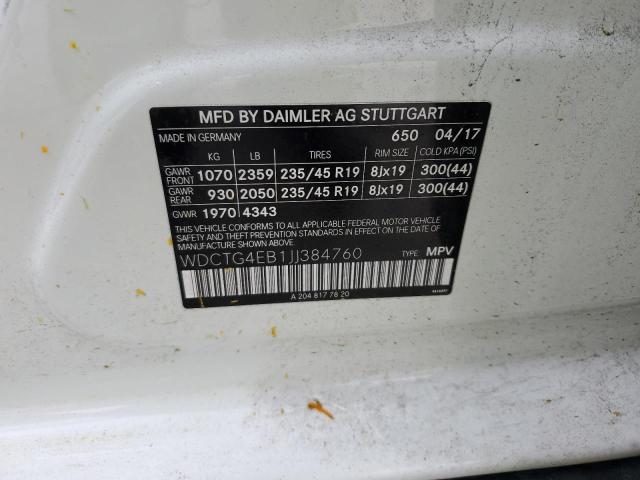 MFD BY DAIMLER AG STUTTGART
MADE IN GERMANY 650 04/17
KG LB TIRES RIM SIZE COLD KPA (PSI)
GAWR FRONT 1070 2359 235/45 R19 8Jx19 300(44)
GAWR REAR 930 2050 235/45 R19 8Jx19 300(44)
GVWR 1970 4343
THIS VEHICLE CONFORMS TO ALL APPLICABLE FEDERAL MOTOR VEHICLE
SAFETY AND THEFT PREVENTION STANDARDS IN EFFECT ON THE DATE OF
MANUFACTURE SHOWN ABOVE.
WDCTG4EB1JJ384760 TYPE: MPV
A 204 817 78 20